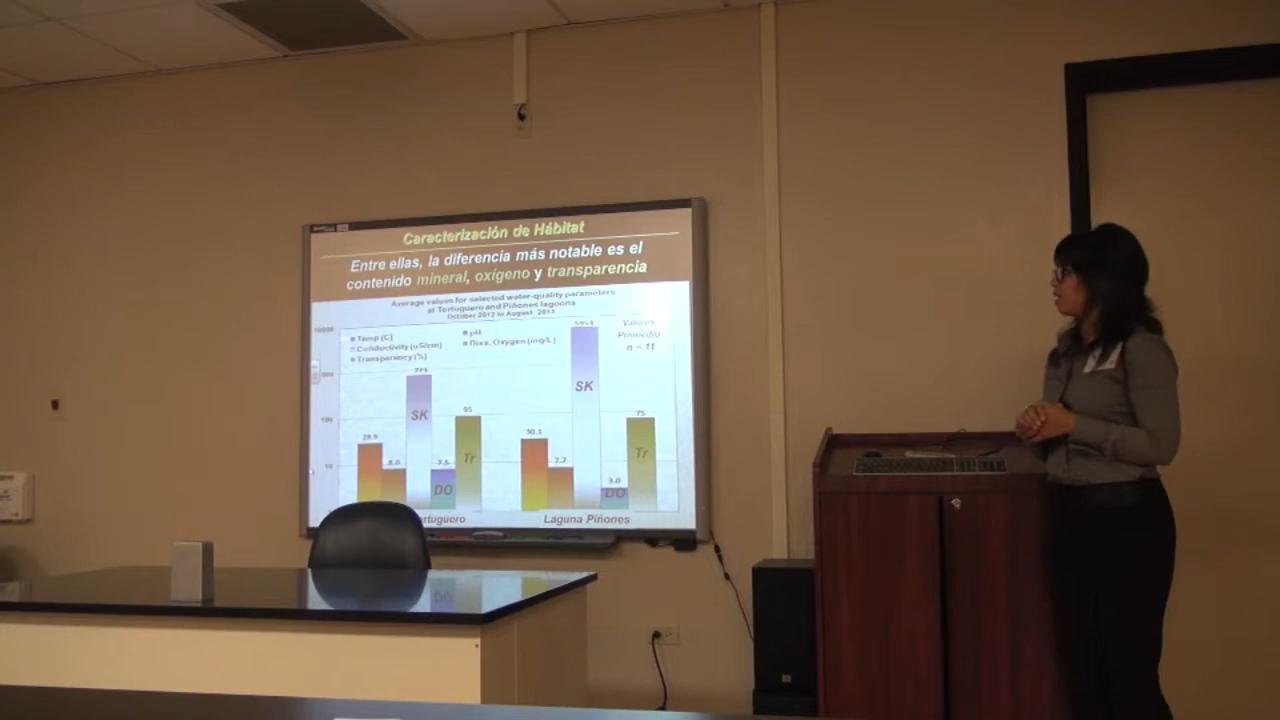 Caracterización de Hábitat
Entre ellas, la diferencia más notable es el
contenido mineral, oxígeno y transparencia
Average values for selected water-quality parameters
at Tortuguero and Piñones lagoons
October 2012 to August 2013
10000
Temp (C)
pH
Conductivity (uS/cm)
Diss. Oxygen (mg/L)
Transparency (%)
Valores
Promedio
n = 11
SK
SK
100
95
75
28.9
8.0
7.5
30.1
7.7
3.0
Tr
Tr
10
DO
DO
Laguna Piñones